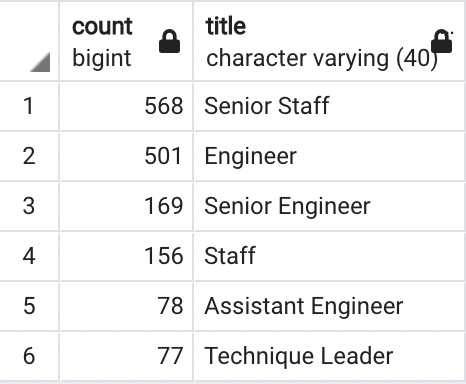 count title
bigint character varying (40)
1 568 Senior Staff
2 501 Engineer
3 169 Senior Engineer
4 156 Staff
5 78 Assistant Engineer
6 77 Technique Leader